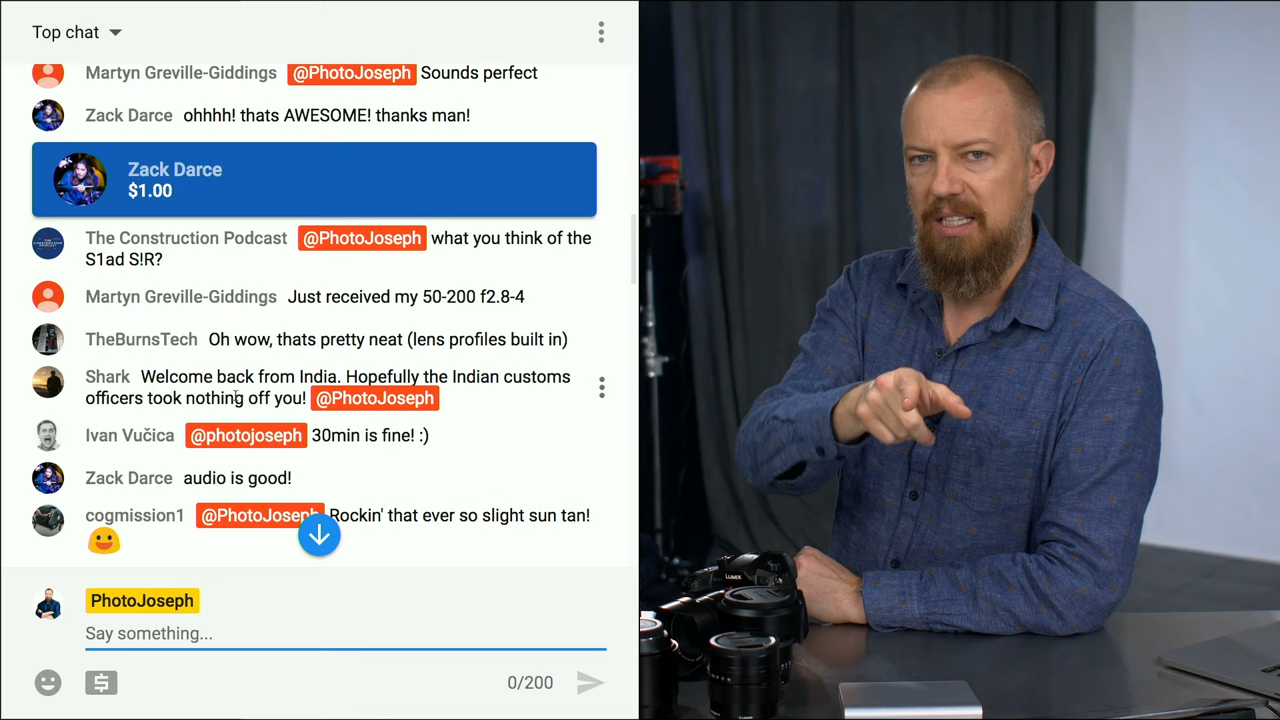 Top chat
Martyn Greville-Giddings @PhotoJoseph Sounds perfect
Zack Darce ohhhh! thats AWESOME! thanks man!
Zack Darce
$1.00
The Construction Podcast @PhotoJoseph what you think of the
S1ad S!R?
Martyn Greville-Giddings Just received my 50-200 f2.8-4
TheBurnsTech Oh wow, thats pretty neat (lens profiles built in)
Shark Welcome back from India. Hopefully the Indian customs
officers took nothing off you! @PhotoJoseph
Ivan Vučica @photojoseph 30min is fine! :)
Zack Darce audio is good!
cogmission1 @PhotoJoseph Rockin' that ever so slight sun tan!
PhotoJoseph
Say something...
0/200
LUMIX
LUMIX